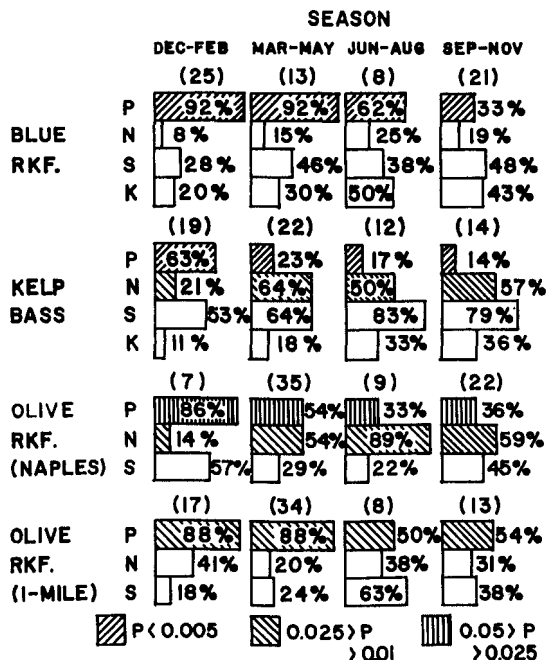 SEASON
DEC-FEB MAR-MAY JUN-AUG SEP-NOV
(25) (13) (8) (21)
P 92% 92% 62% 33%
BLUE N 8% 15% 25% 19%
RKF. S 28% 46% 38% 48%
K 20% 30% 50% 43%
(19) (22) (12) (14)
P 63% 23% 17% 14%
KELP N 21% 64% 50% 57%
BASS S 53% 64% 83% 79%
K 11% 18% 33% 36%
(7) (35) (9) (22)
OLIVE P 86% 54% 33% 36%
RKF. N 14% 54% 89% 59%
(NAPLES) S 57% 29% 22% 45%
(17) (34) (8) (13)
OLIVE P 88% 88% 50% 54%
RKF. N 41% 20% 38% 31%
(1-MILE) S 18% 24% 63% 38%
P < 0.005 0.025> P 0.05> P
> 0.01 >0.025